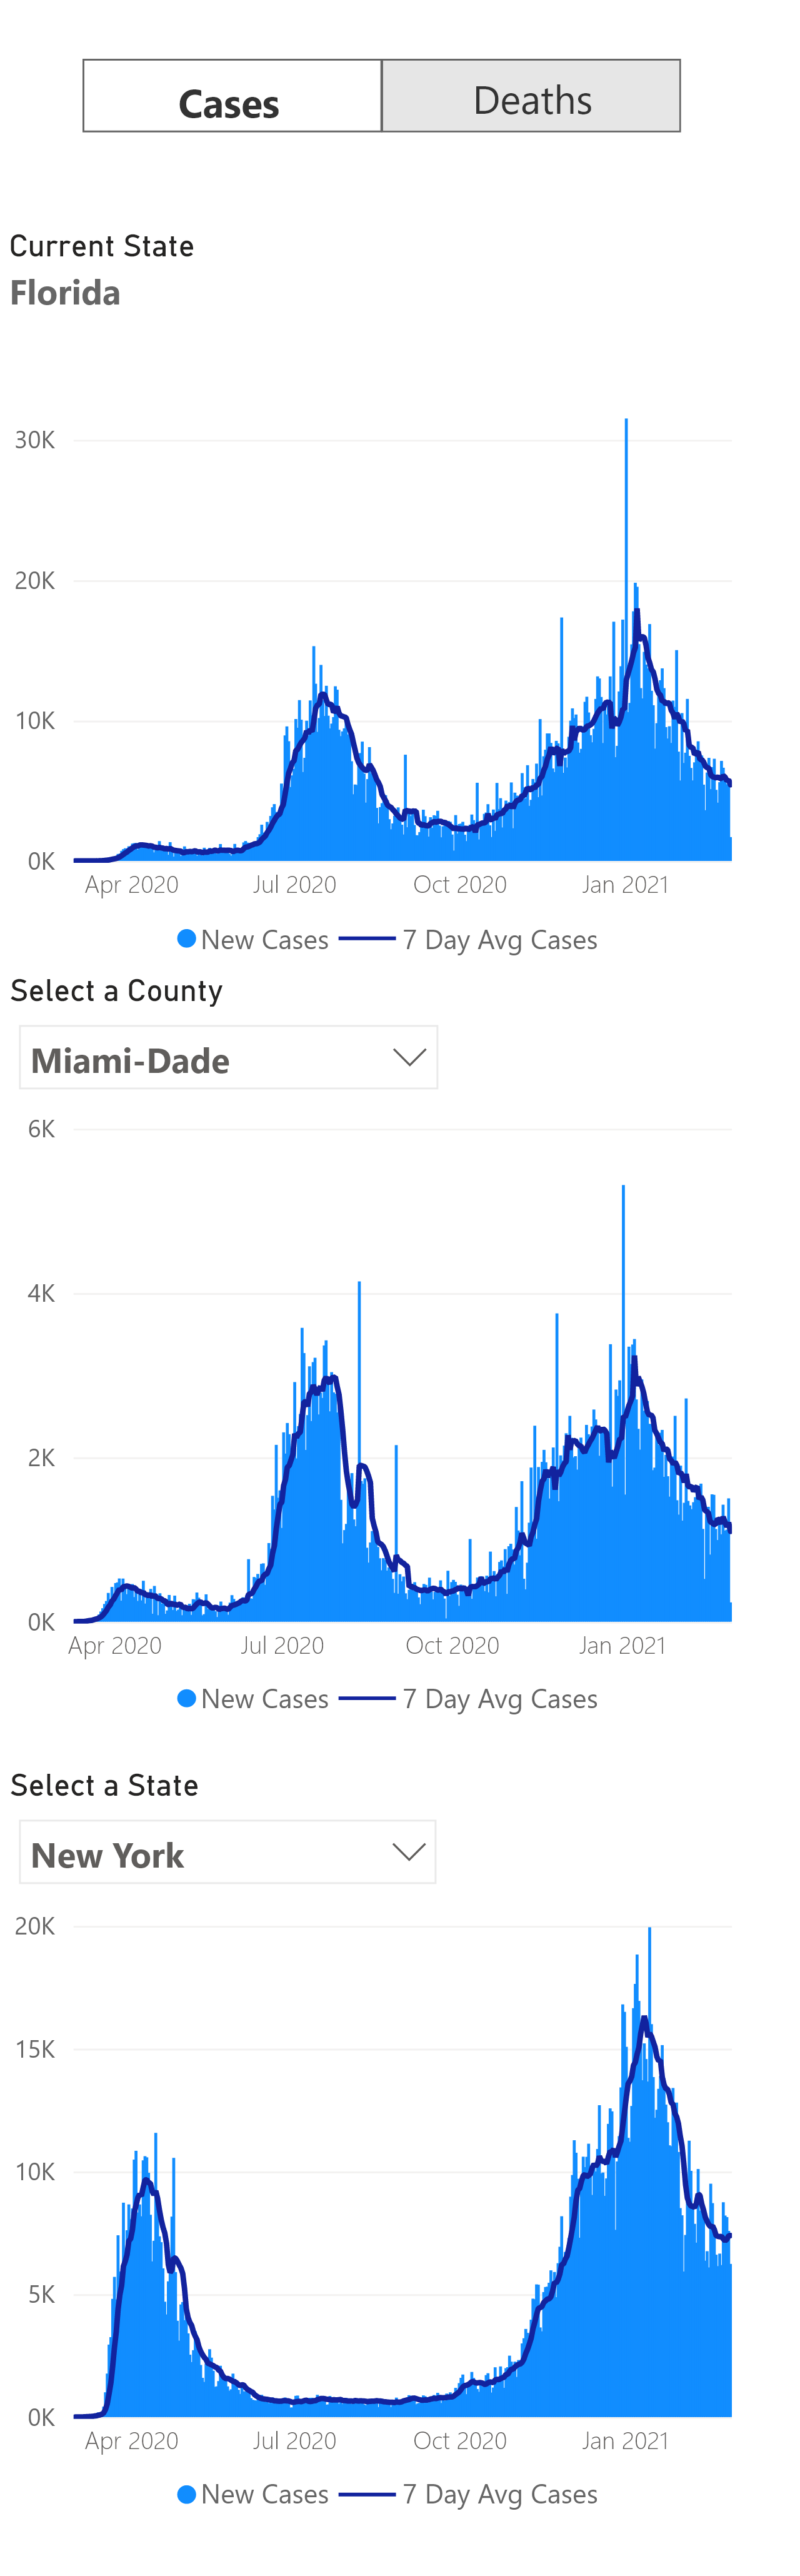 Cases Deaths
Current State
Florida
30K
20K
10K
0K
Apr 2020 Jul 2020 Oct 2020 Jan 2021
New Cases 7 Day Avg Cases
Select a County
Miami-Dade
6K
4K
2K
0K
Apr 2020 Jul 2020 Oct 2020 Jan 2021
New Cases 7 Day Avg Cases
Select a State
New York
20K
15K
10K
5K
0K
Apr 2020 Jul 2020 Oct 2020 Jan 2021
New Cases 7 Day Avg Cases